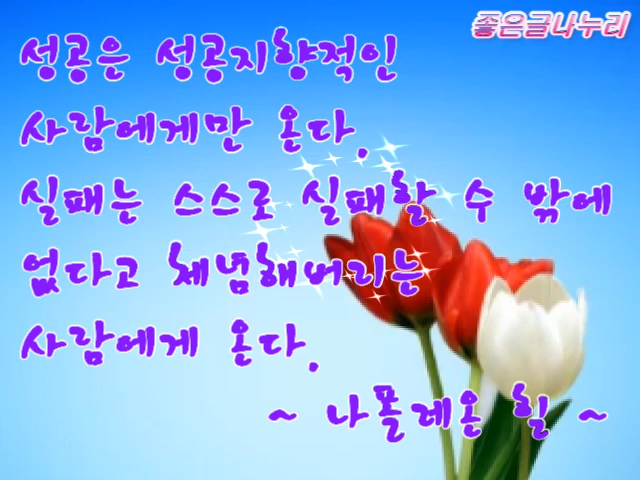 좋은글나누리
성공은 성공지향적인
사람에게만 온다.
실패는 스스로 실패할 수 밖에
없다고 체념해버리는
사람에게 온다.
~ 나폴레온 힐 ~